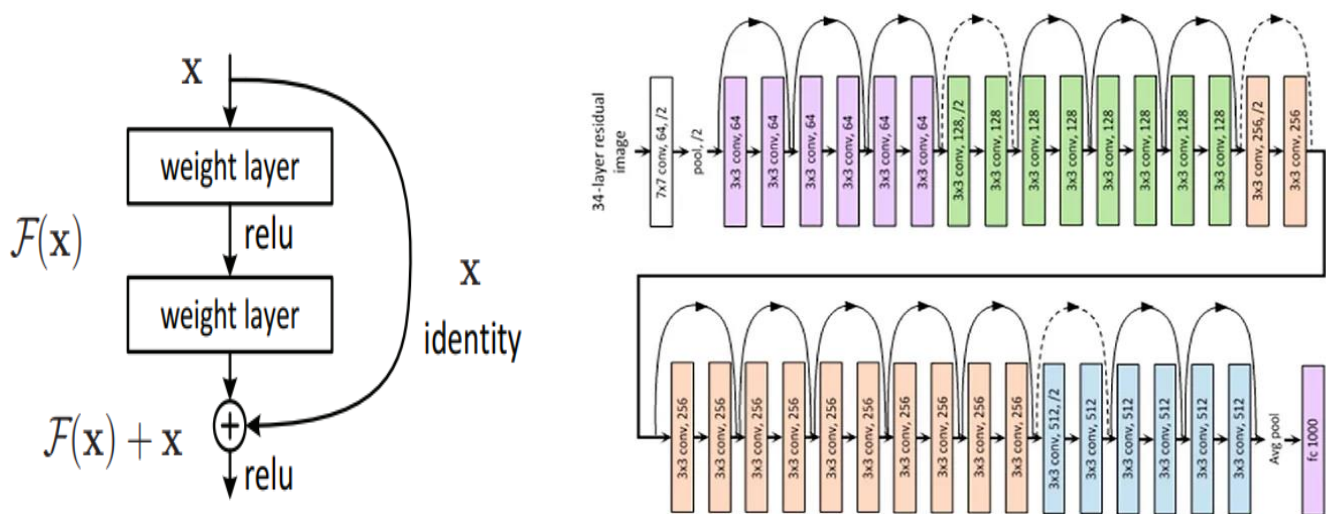 x
weight layer
relu
F(x)
weight layer
x
identity
F(x) + x
+
relu
34-layer residual
image
7x7 conv, 64, /2
pool, /2
3x3 conv, 64
3x3 conv, 64
3x3 conv, 64
3x3 conv, 64
3x3 conv, 64
3x3 conv, 64
3x3 conv, 128, /2
3x3 conv, 128
3x3 conv, 128
3x3 conv, 128
3x3 conv, 128
3x3 conv, 128
3x3 conv, 128
3x3 conv, 128
3x3 conv, 256, /2
3x3 conv, 256
3x3 conv, 256
3x3 conv, 256
3x3 conv, 256
3x3 conv, 256
3x3 conv, 256
3x3 conv, 256
3x3 conv, 256
3x3 conv, 256
3x3 conv, 256
3x3 conv, 256
3x3 conv, 512, /2
3x3 conv, 512
3x3 conv, 512
3x3 conv, 512
3x3 conv, 512
3x3 conv, 512
Avg pool
fc 1000